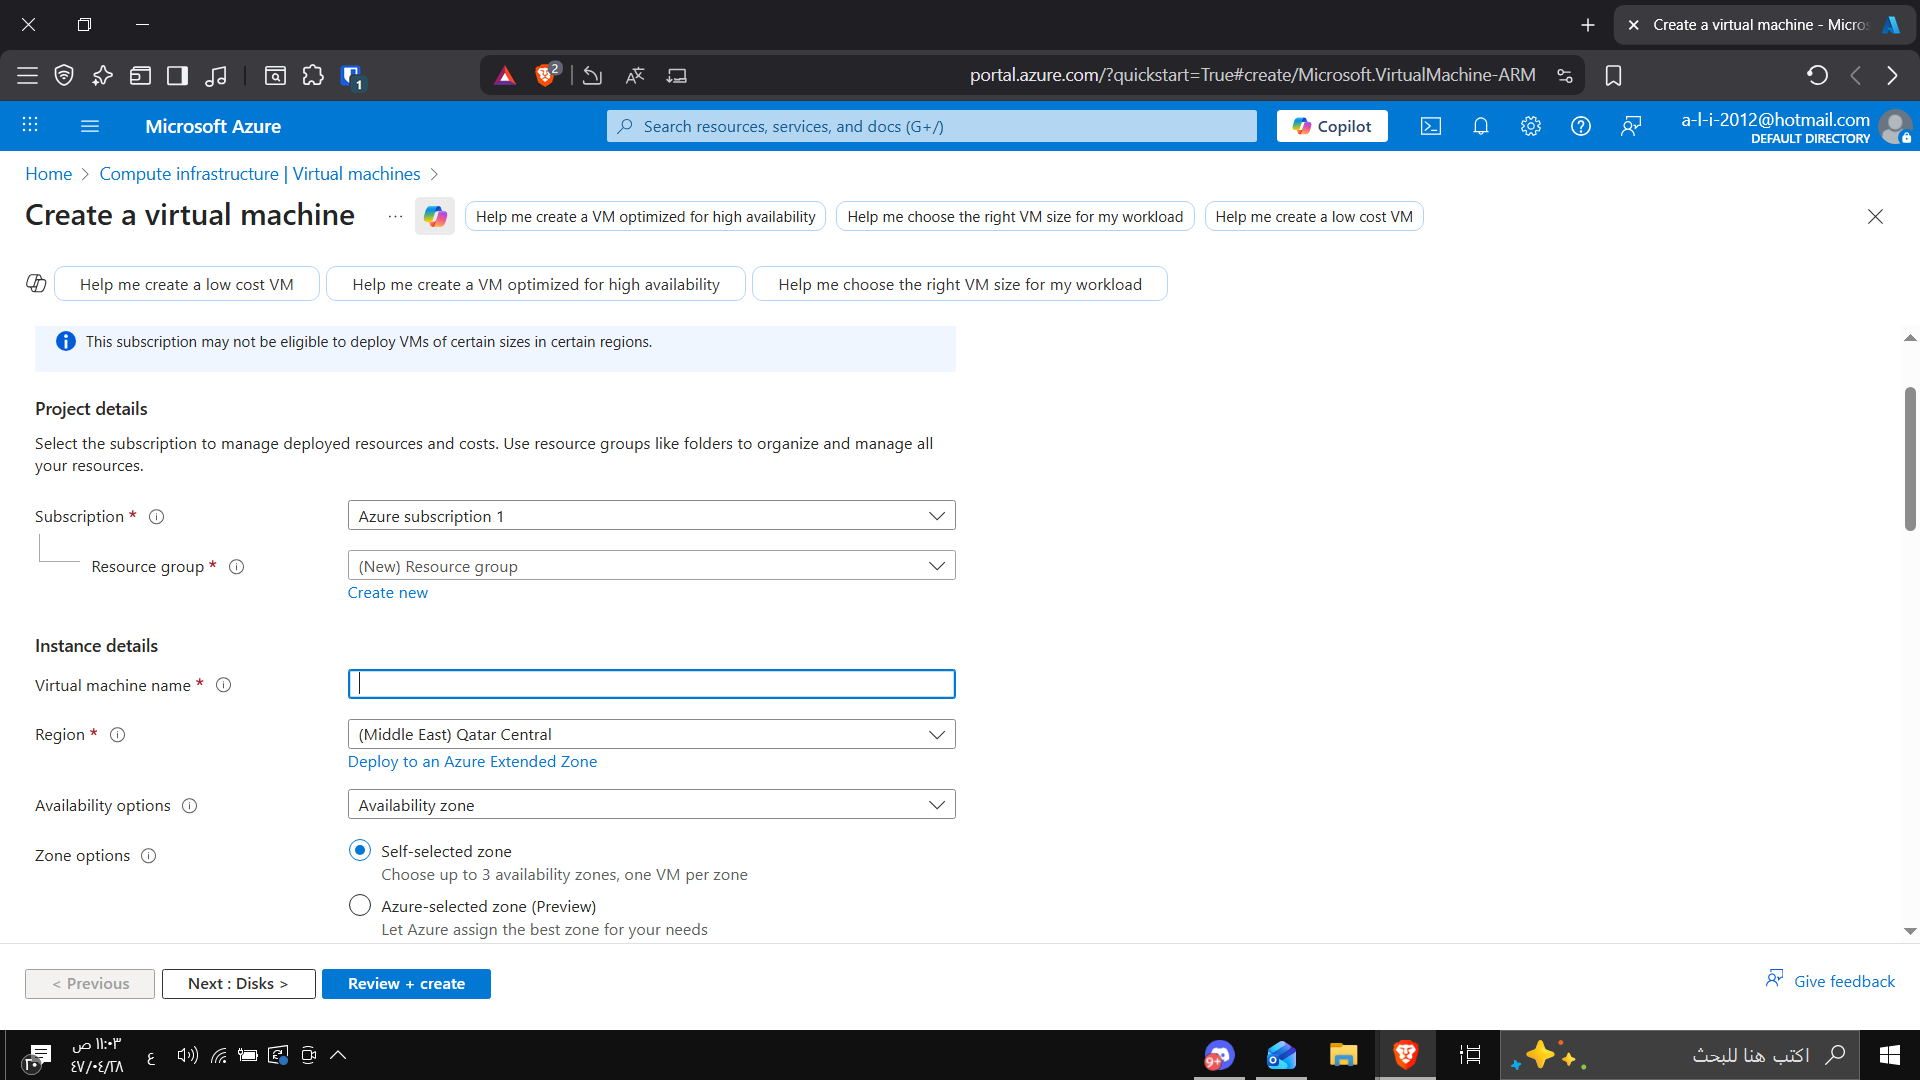 Create a virtual machine - Micros
1
2
portal.azure.com/?quickstart=True#create/Microsoft.VirtualMachine-ARM
Microsoft Azure
Search resources, services, and docs (G+/)
Copilot
a-l-i-2012@hotmail.com
DEFAULT DIRECTORY
Home > Compute infrastructure | Virtual machines >
Create a virtual machine ...
Help me create a VM optimized for high availability
Help me choose the right VM size for my workload
Help me create a low cost VM
Help me create a low cost VM
Help me create a VM optimized for high availability
Help me choose the right VM size for my workload
This subscription may not be eligible to deploy VMs of certain sizes in certain regions.
Project details
Select the subscription to manage deployed resources and costs. Use resource groups like folders to organize and manage all
your resources.
Subscription *
Azure subscription 1
Resource group *
(New) Resource group
Create new
Instance details
Virtual machine name *
Region *
(Middle East) Qatar Central
Deploy to an Azure Extended Zone
Availability options
Availability zone
Zone options
Self-selected zone
Choose up to 3 availability zones, one VM per zone
Azure-selected zone (Preview)
Let Azure assign the best zone for your needs
< Previous
Next : Disks >
Review + create
Give feedback
١١:٠٣ ص
٤٧/٠٤/٢٨
٢٠
ع
9+
اكتب هنا للبحث